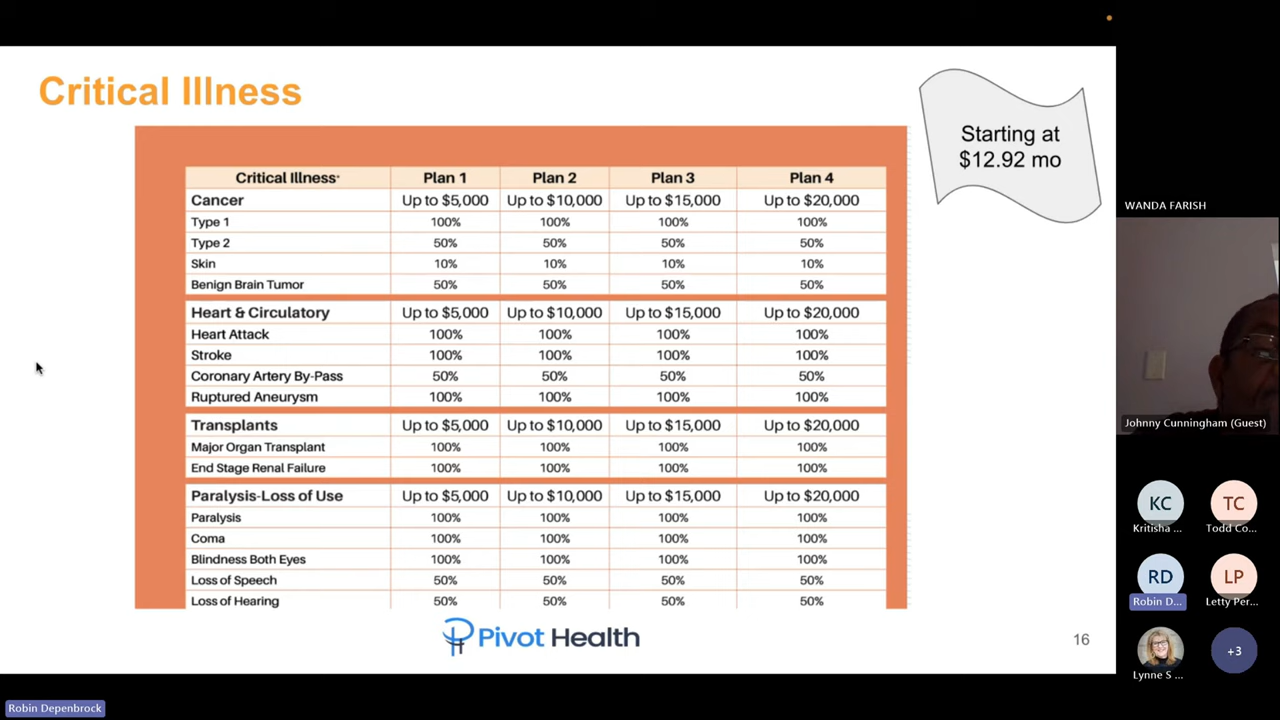 Critical Illness
Starting at
$12.92 mo
Critical Illness* Plan 1 Plan 2 Plan 3 Plan 4
Cancer Up to $5,000 Up to $10,000 Up to $15,000 Up to $20,000
Type 1 100% 100% 100% 100%
Type 2 50% 50% 50% 50%
Skin 10% 10% 10% 10%
Benign Brain Tumor 50% 50% 50% 50%
Heart & Circulatory Up to $5,000 Up to $10,000 Up to $15,000 Up to $20,000
Heart Attack 100% 100% 100% 100%
Stroke 100% 100% 100% 100%
Coronary Artery By-Pass 50% 50% 50% 50%
Ruptured Aneurysm 100% 100% 100% 100%
Transplants Up to $5,000 Up to $10,000 Up to $15,000 Up to $20,000
Major Organ Transplant 100% 100% 100% 100%
End Stage Renal Failure 100% 100% 100% 100%
Paralysis-Loss of Use Up to $5,000 Up to $10,000 Up to $15,000 Up to $20,000
Paralysis 100% 100% 100% 100%
Coma 100% 100% 100% 100%
Blindness Both Eyes 100% 100% 100% 100%
Loss of Speech 50% 50% 50% 50%
Loss of Hearing 50% 50% 50% 50%
Pivot Health
16
WANDA FARISH
Johnny Cunningham (Guest)
KC TC
Kritisha ... Todd Co...
RD LP
Robin D... Letty Per...
+3
Lynne S ...
Robin Depenbrock